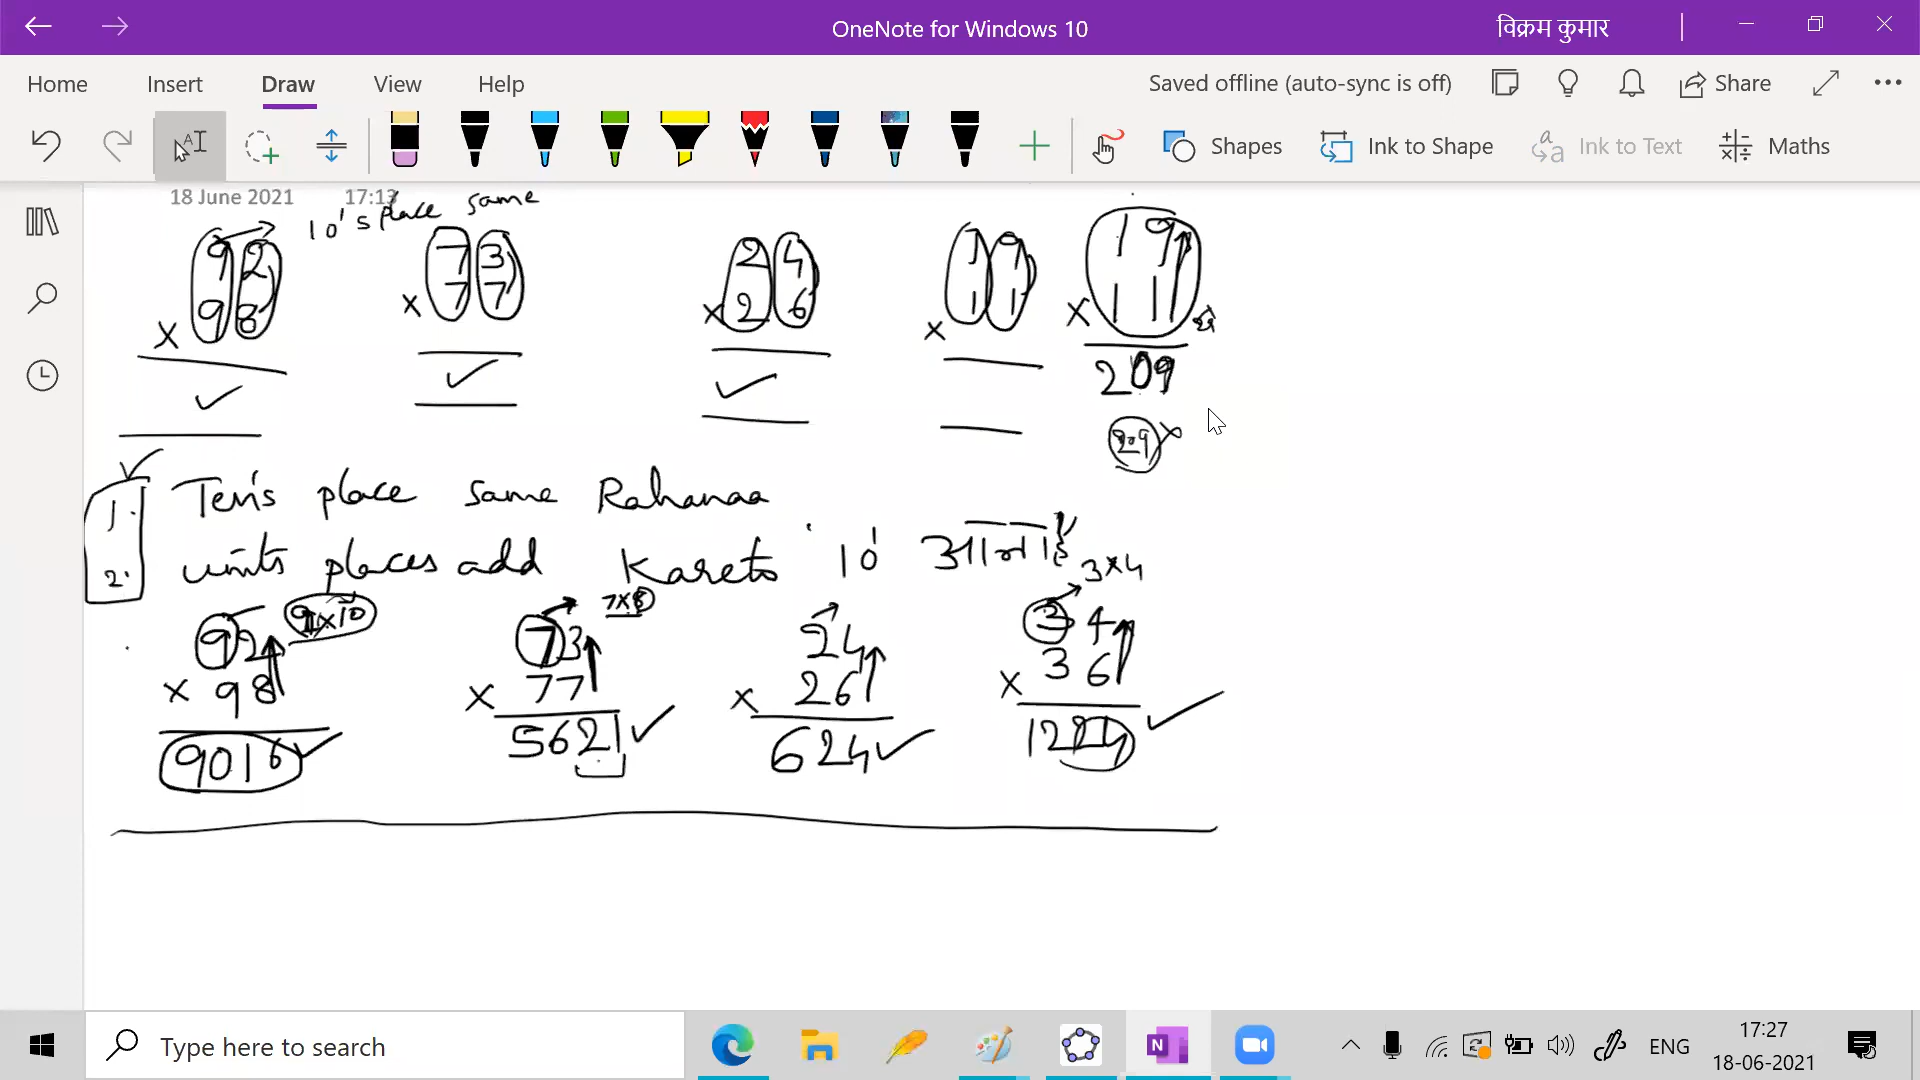 OneNote for Windows 10
विक्रम कुमार
Home Insert Draw View Help
Saved offline (auto-sync is off)
Share
Shapes
Ink to Shape
Ink to Text
Maths
18 June 2021 17:13
10's place same
92 73 24 19 19
x 98 x 77 x 26 x 11 x 11
209
209 x
1. Ten's place same Rahanaa
2. units places add Kareto 10 आना है
9x10 7x8 3x4
92 73 24 34
x 98 x 77 x 26 x 36
9016 5621 624 1224
Type here to search
ENG
17:27
18-06-2021